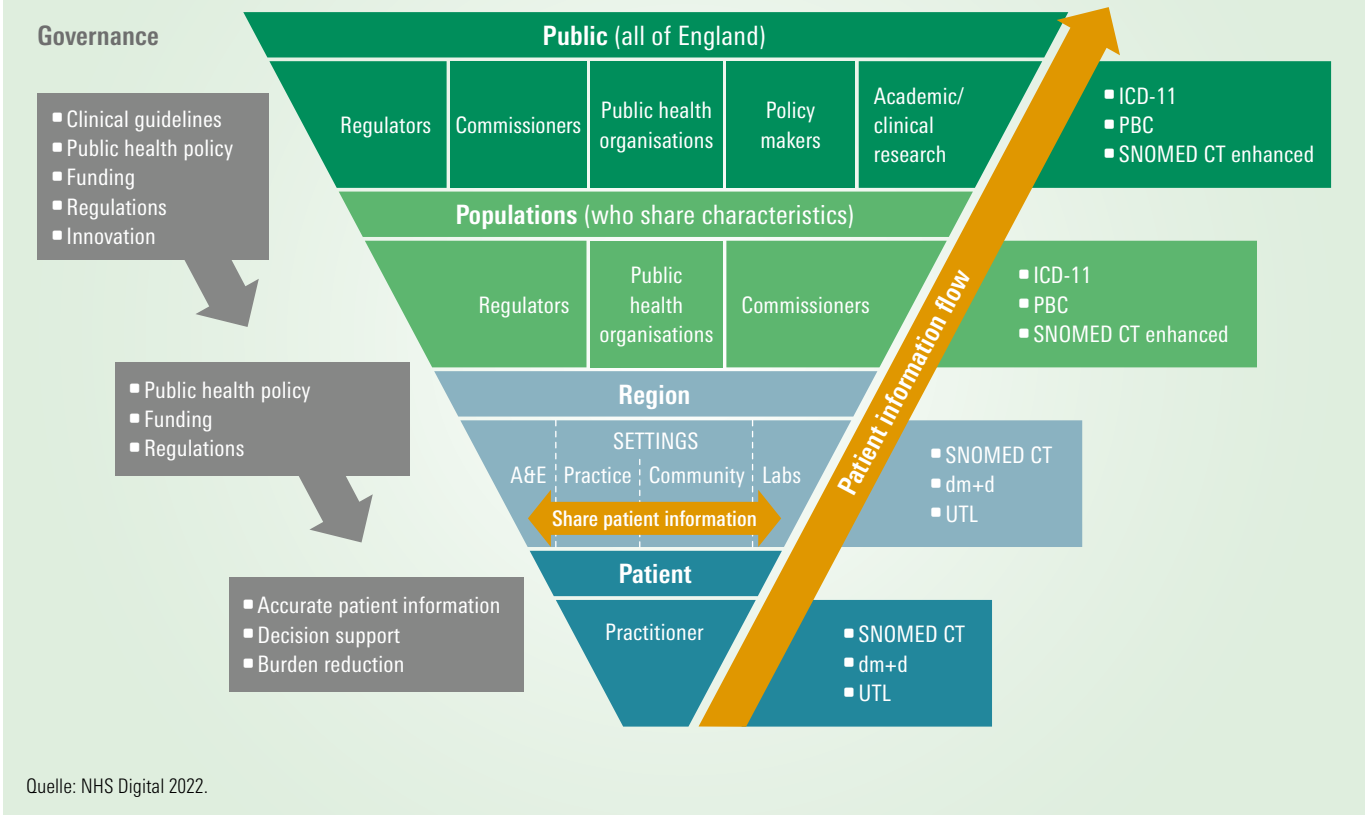 Governance
Public (all of England)
Clinical guidelines
Public health policy
Funding
Regulations
Innovation
Regulators
Commissioners
Public health
organisations
Policy
makers
Academic/
clinical
research
ICD-11
PBC
SNOMED CT enhanced
Populations (who share characteristics)
Regulators
Public
health
organisations
Commissioners
ICD-11
PBC
SNOMED CT enhanced
Patient information flow
Public health policy
Funding
Regulations
Region
SETTINGS
A&E Practice Community Labs
Share patient information
SNOMED CT
dm+d
UTL
Patient
Accurate patient information
Decision support
Burden reduction
Practitioner
SNOMED CT
dm+d
UTL
Quelle: NHS Digital 2022.